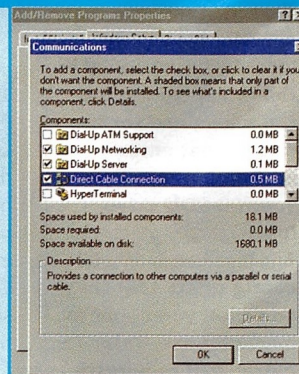 Add/Remove Programs Properties
Windows Setup
Communications
To add a component, select the check box, or click to clear it if you
don't want the component. A shaded box means that only part of
the component will be installed. To see what's included in a
component, click Details.
Components:
Dial-Up ATM Support 0.0 MB
Dial-Up Networking 1.2 MB
Dial-Up Server 0.1 MB
Direct Cable Connection 0.5 MB
HyperTerminal 0.0 MB
Space used by installed components: 18.1 MB
Space required: 0.0 MB
Space available on disk: 1680.1 MB
Description
Provides a connection to other computers via a parallel or serial
cable.
Details...
OK Cancel